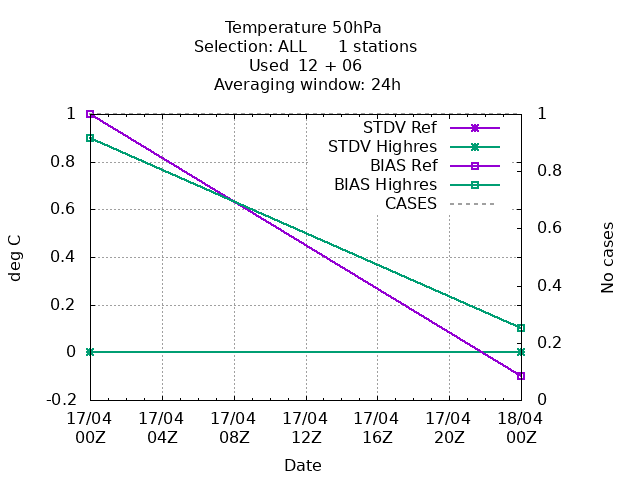 Temperature 50hPa
Selection: ALL 1 stations
Used 12 + 06
Averaging window: 24h
STDV Ref
STDV Highres
BIAS Ref
BIAS Highres
CASES
deg C
1
0.8
0.6
0.4
0.2
0
-0.2
1
0.8
0.6
0.4
0.2
0
No cases
17/04 17/04 17/04 17/04 17/04 17/04 18/04
00Z 04Z 08Z 12Z 16Z 20Z 00Z
Date